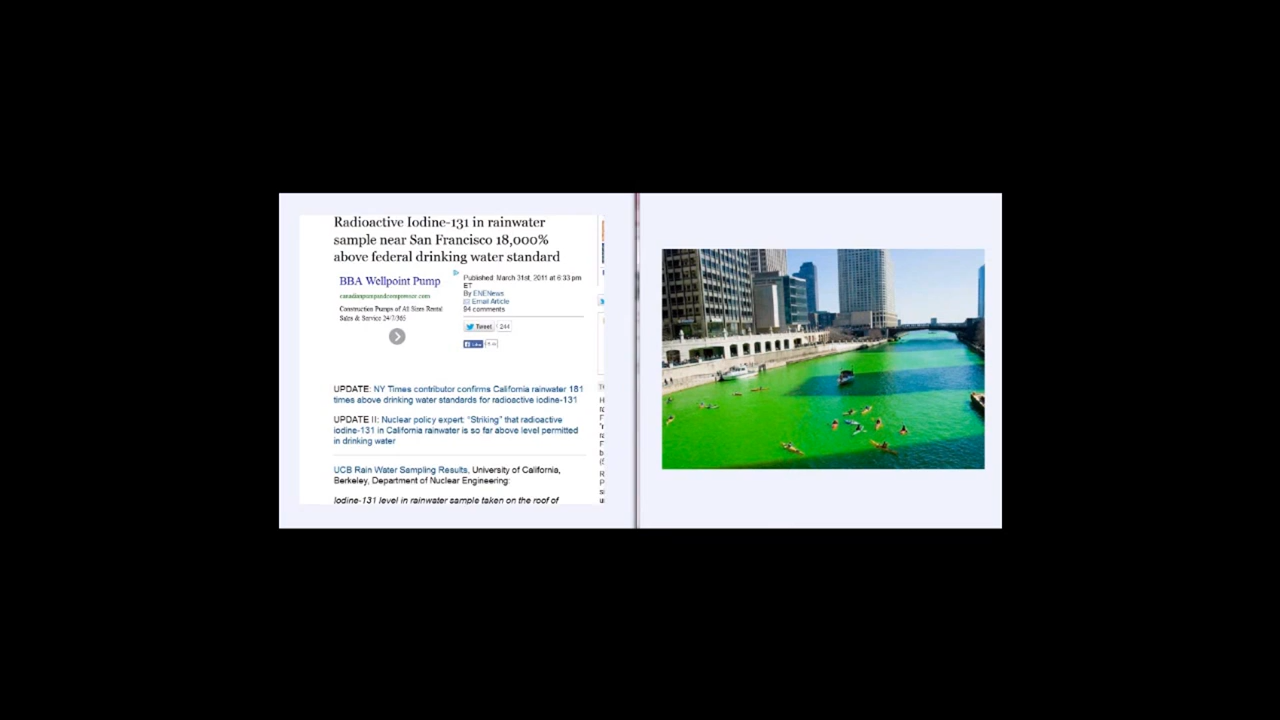 Radioactive Iodine-131 in rainwater
sample near San Francisco 18,000%
above federal drinking water standard
BBA Wellpoint Pump
canadianpumpandcompressor.com
Construction Pumps of All Sizes Rental
Sales & Service 24/7/365
Published: March 31st, 2011 at 6:33 pm
ET
By ENENews
Email Article
94 comments
Tweet 244
Like
UPDATE: NY Times contributor confirms California rainwater 181
times above drinking water standards for radioactive iodine-131
UPDATE II: Nuclear policy expert: "Striking" that radioactive
iodine-131 in California rainwater is so far above level permitted
in drinking water
UCB Rain Water Sampling Results, University of California,
Berkeley, Department of Nuclear Engineering:
Iodine-131 level in rainwater sample taken on the roof of